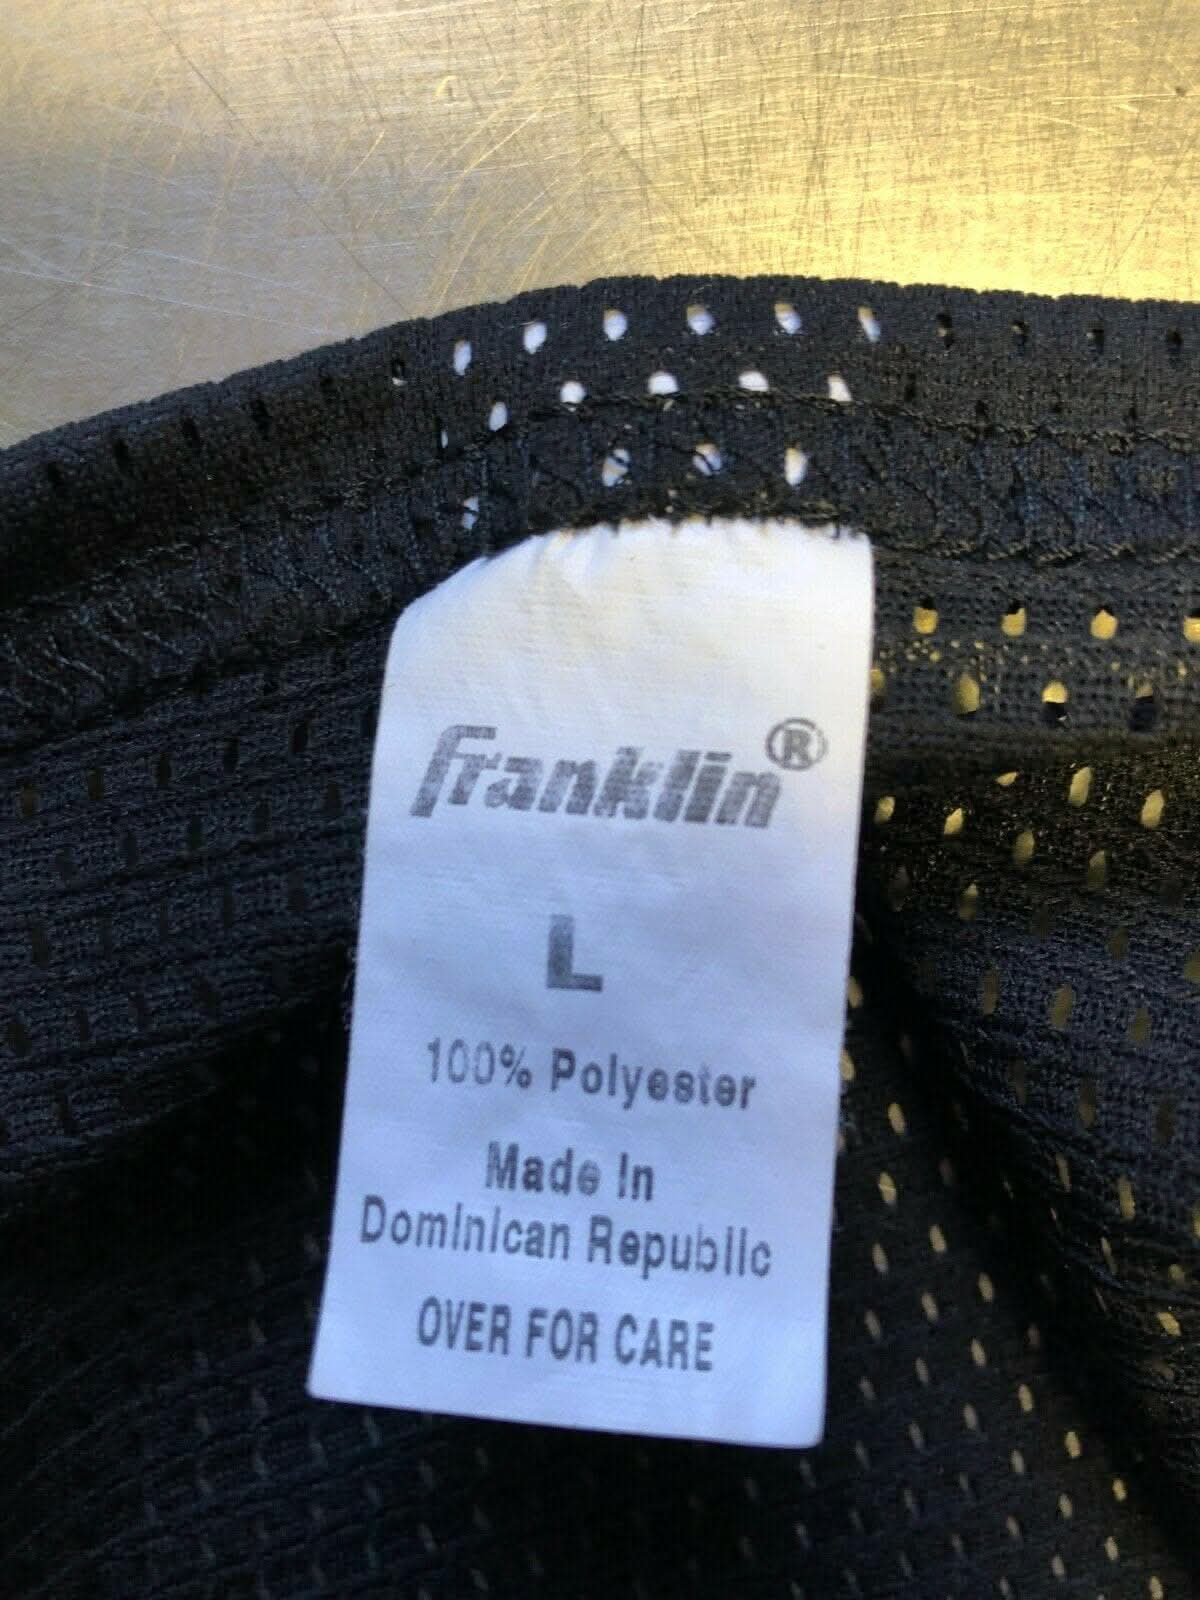 franklin®
L
100% Polyester
Made In
Dominican Republic
OVER FOR CARE